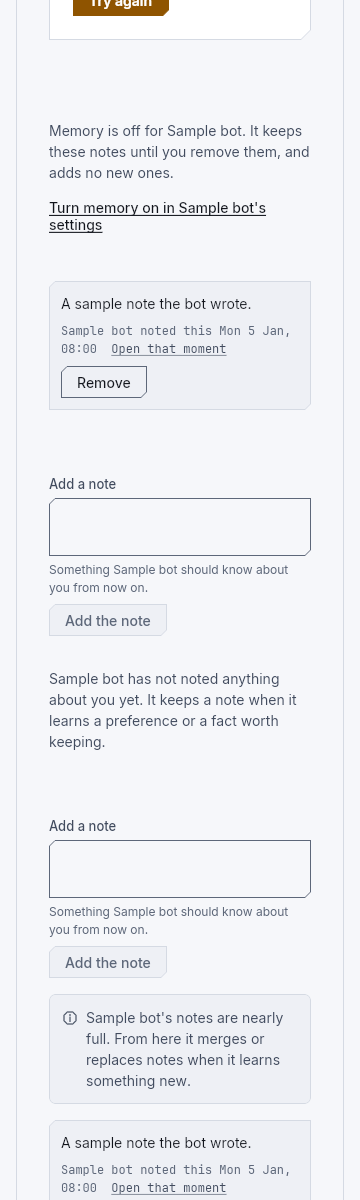 Try again
Memory is off for Sample bot. It keeps
these notes until you remove them, and
adds no new ones.
Turn memory on in Sample bot's
settings
A sample note the bot wrote.
Sample bot noted this Mon 5 Jan,
08:00 Open that moment
Remove
Add a note
Something Sample bot should know about
you from now on.
Add the note
Sample bot has not noted anything
about you yet. It keeps a note when it
learns a preference or a fact worth
keeping.
Add a note
Something Sample bot should know about
you from now on.
Add the note
Sample bot's notes are nearly
full. From here it merges or
replaces notes when it learns
something new.
A sample note the bot wrote.
Sample bot noted this Mon 5 Jan,
08:00 Open that moment